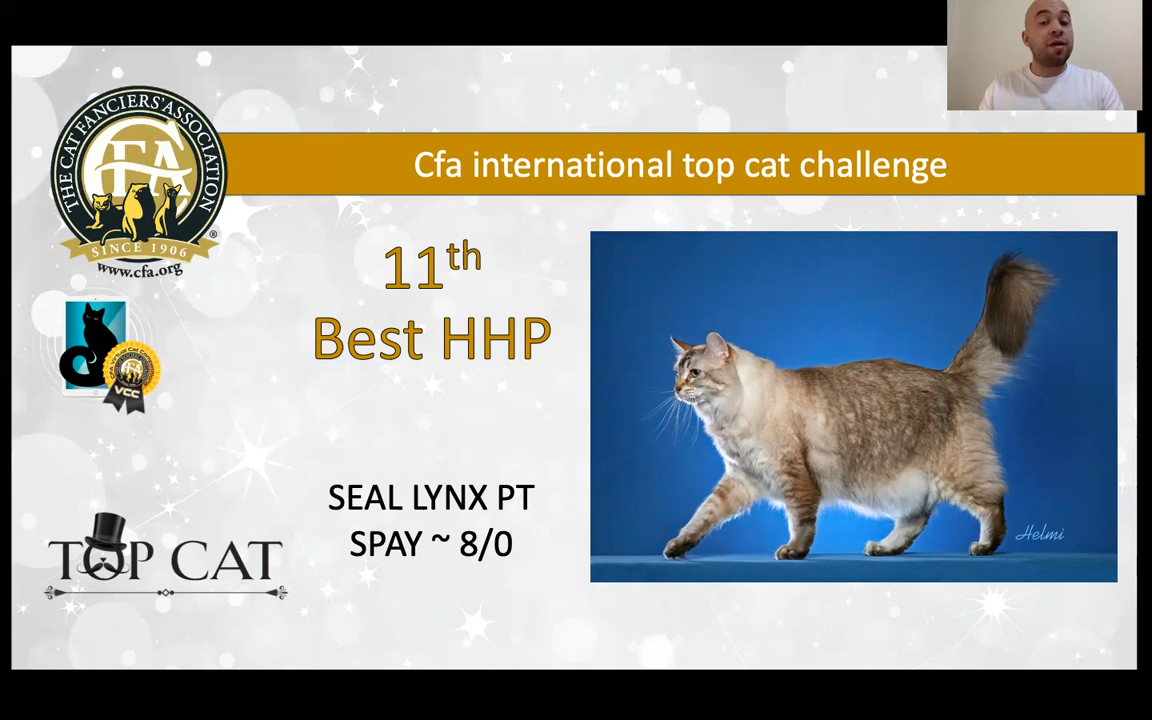 THE CAT FANCIERS' ASSOCIATION
CFA
®
SINCE 1906
www.cfa.org
Cfa international top cat challenge
11th
Best HHP
VCC
SEAL LYNX PT
SPAY ~ 8/0
TOP CAT
Helmi